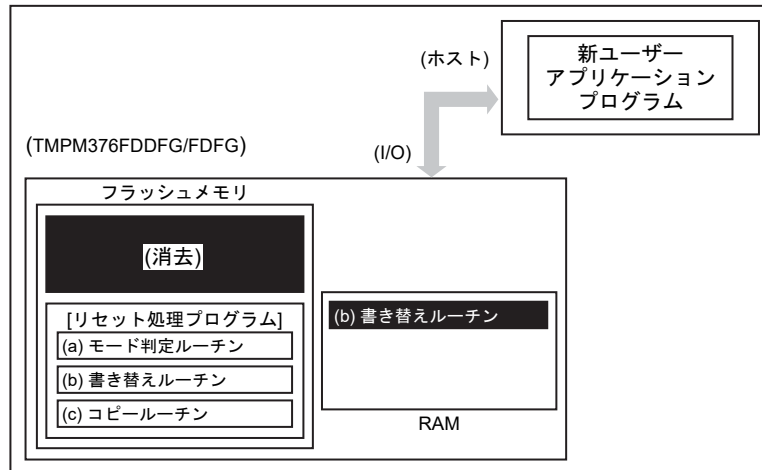 (ホスト)
新ユーザー
アプリケーション
プログラム
(TMPM376FDDFG/FDFG)
(I/O)
フラッシュメモリ
(消去)
[リセット処理プログラム]
(a) モード判定ルーチン
(b) 書き替えルーチン
(c) コピールーチン
(b) 書き替えルーチン
RAM